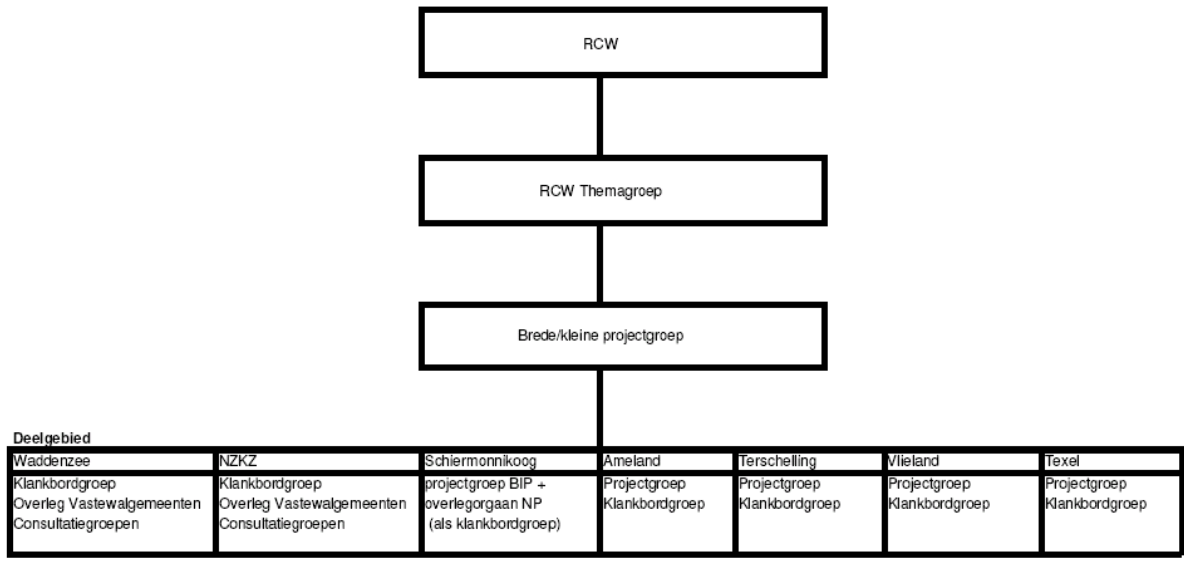 RCW
RCW Themagroep
Brede/kleine projectgroep
Deelgebied
Waddenzee NZKZ Schiermonnikoog Ameland Terschelling Vlieland Texel
Klankbordgroep Klankbordgroep projectgroep BIP + Projectgroep Projectgroep Projectgroep Projectgroep
Overleg Vastewalgemeenten Overleg Vastewalgemeenten overlegorgaan NP Klankbordgroep Klankbordgroep Klankbordgroep Klankbordgroep
Consultatiegroepen Consultatiegroepen (als klankbordgroep)